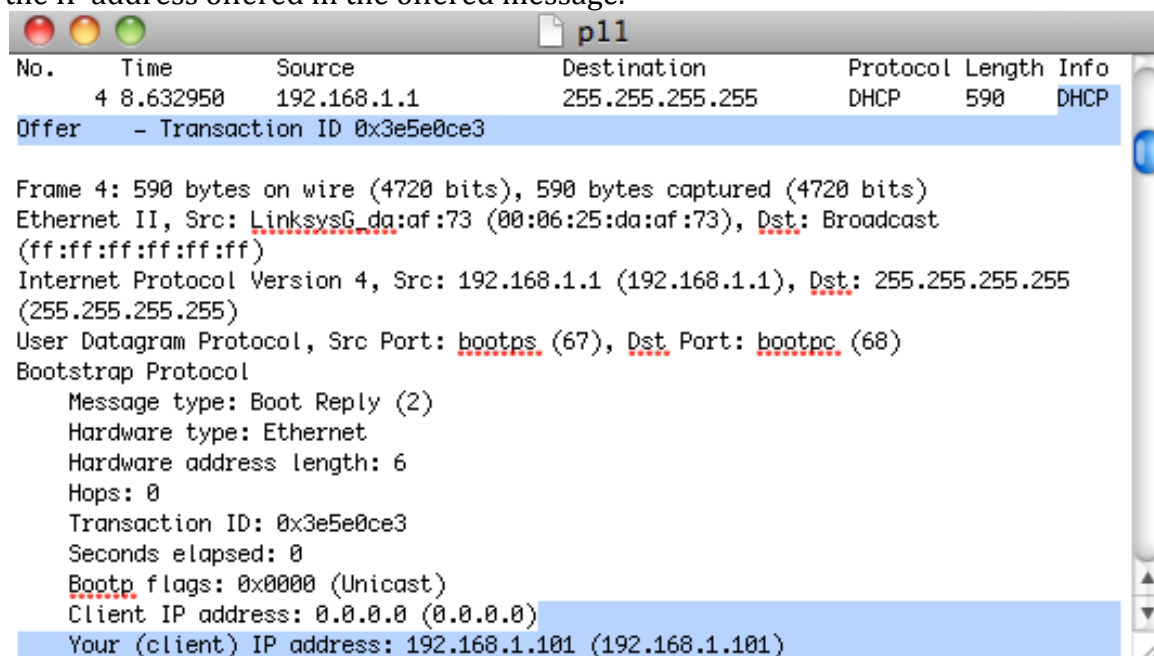 the IP address offered in the offered message.
p11
No. Time Source Destination Protocol Length Info
4 8.632950 192.168.1.1 255.255.255.255 DHCP 590 DHCP
Offer - Transaction ID 0x3e5e0ce3
Frame 4: 590 bytes on wire (4720 bits), 590 bytes captured (4720 bits)
Ethernet II, Src: LinksysG_da:af:73 (00:06:25:da:af:73), Dst: Broadcast
(ff:ff:ff:ff:ff:ff)
Internet Protocol Version 4, Src: 192.168.1.1 (192.168.1.1), Dst: 255.255.255.255
(255.255.255.255)
User Datagram Protocol, Src Port: bootps (67), Dst Port: bootpc (68)
Bootstrap Protocol
Message type: Boot Reply (2)
Hardware type: Ethernet
Hardware address length: 6
Hops: 0
Transaction ID: 0x3e5e0ce3
Seconds elapsed: 0
Bootp flags: 0x0000 (Unicast)
Client IP address: 0.0.0.0 (0.0.0.0)
Your (client) IP address: 192.168.1.101 (192.168.1.101)